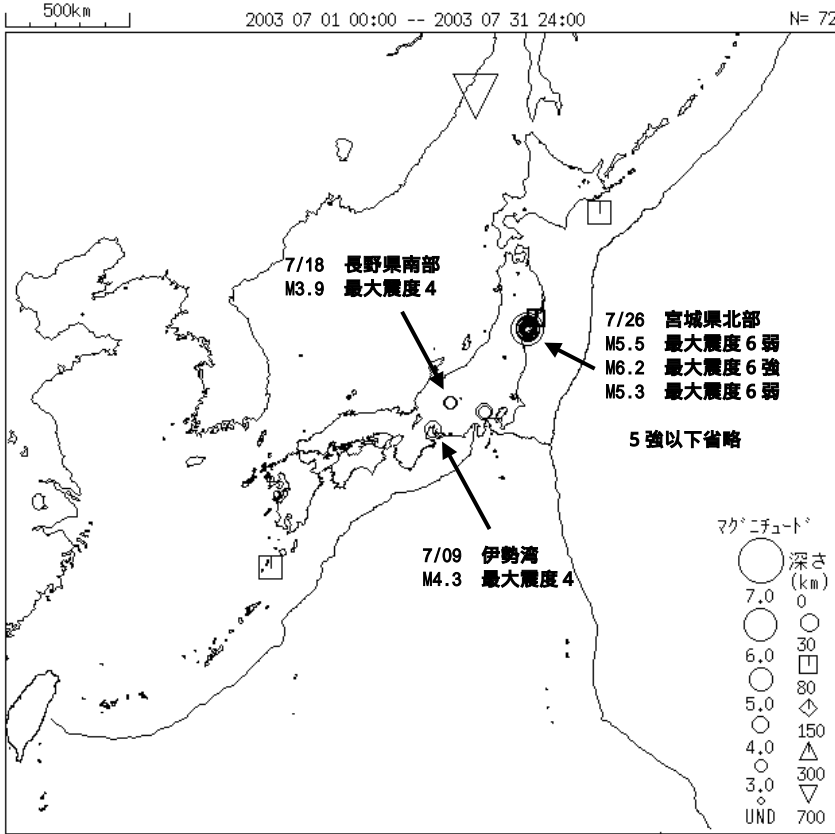 500km
2003 07 01 00:00 -- 2003 07 31 24:00
N= 72
7/18 長野県南部
M3.9 最大震度4
7/26 宮城県北部
M5.5 最大震度6弱
M6.2 最大震度6強
M5.3 最大震度6弱
5強以下省略
7/09 伊勢湾
M4.3 最大震度4
マグニチュード
深さ
(km)
7.0 0
30
6.0
80
5.0
150
4.0
300
3.0
UND 700